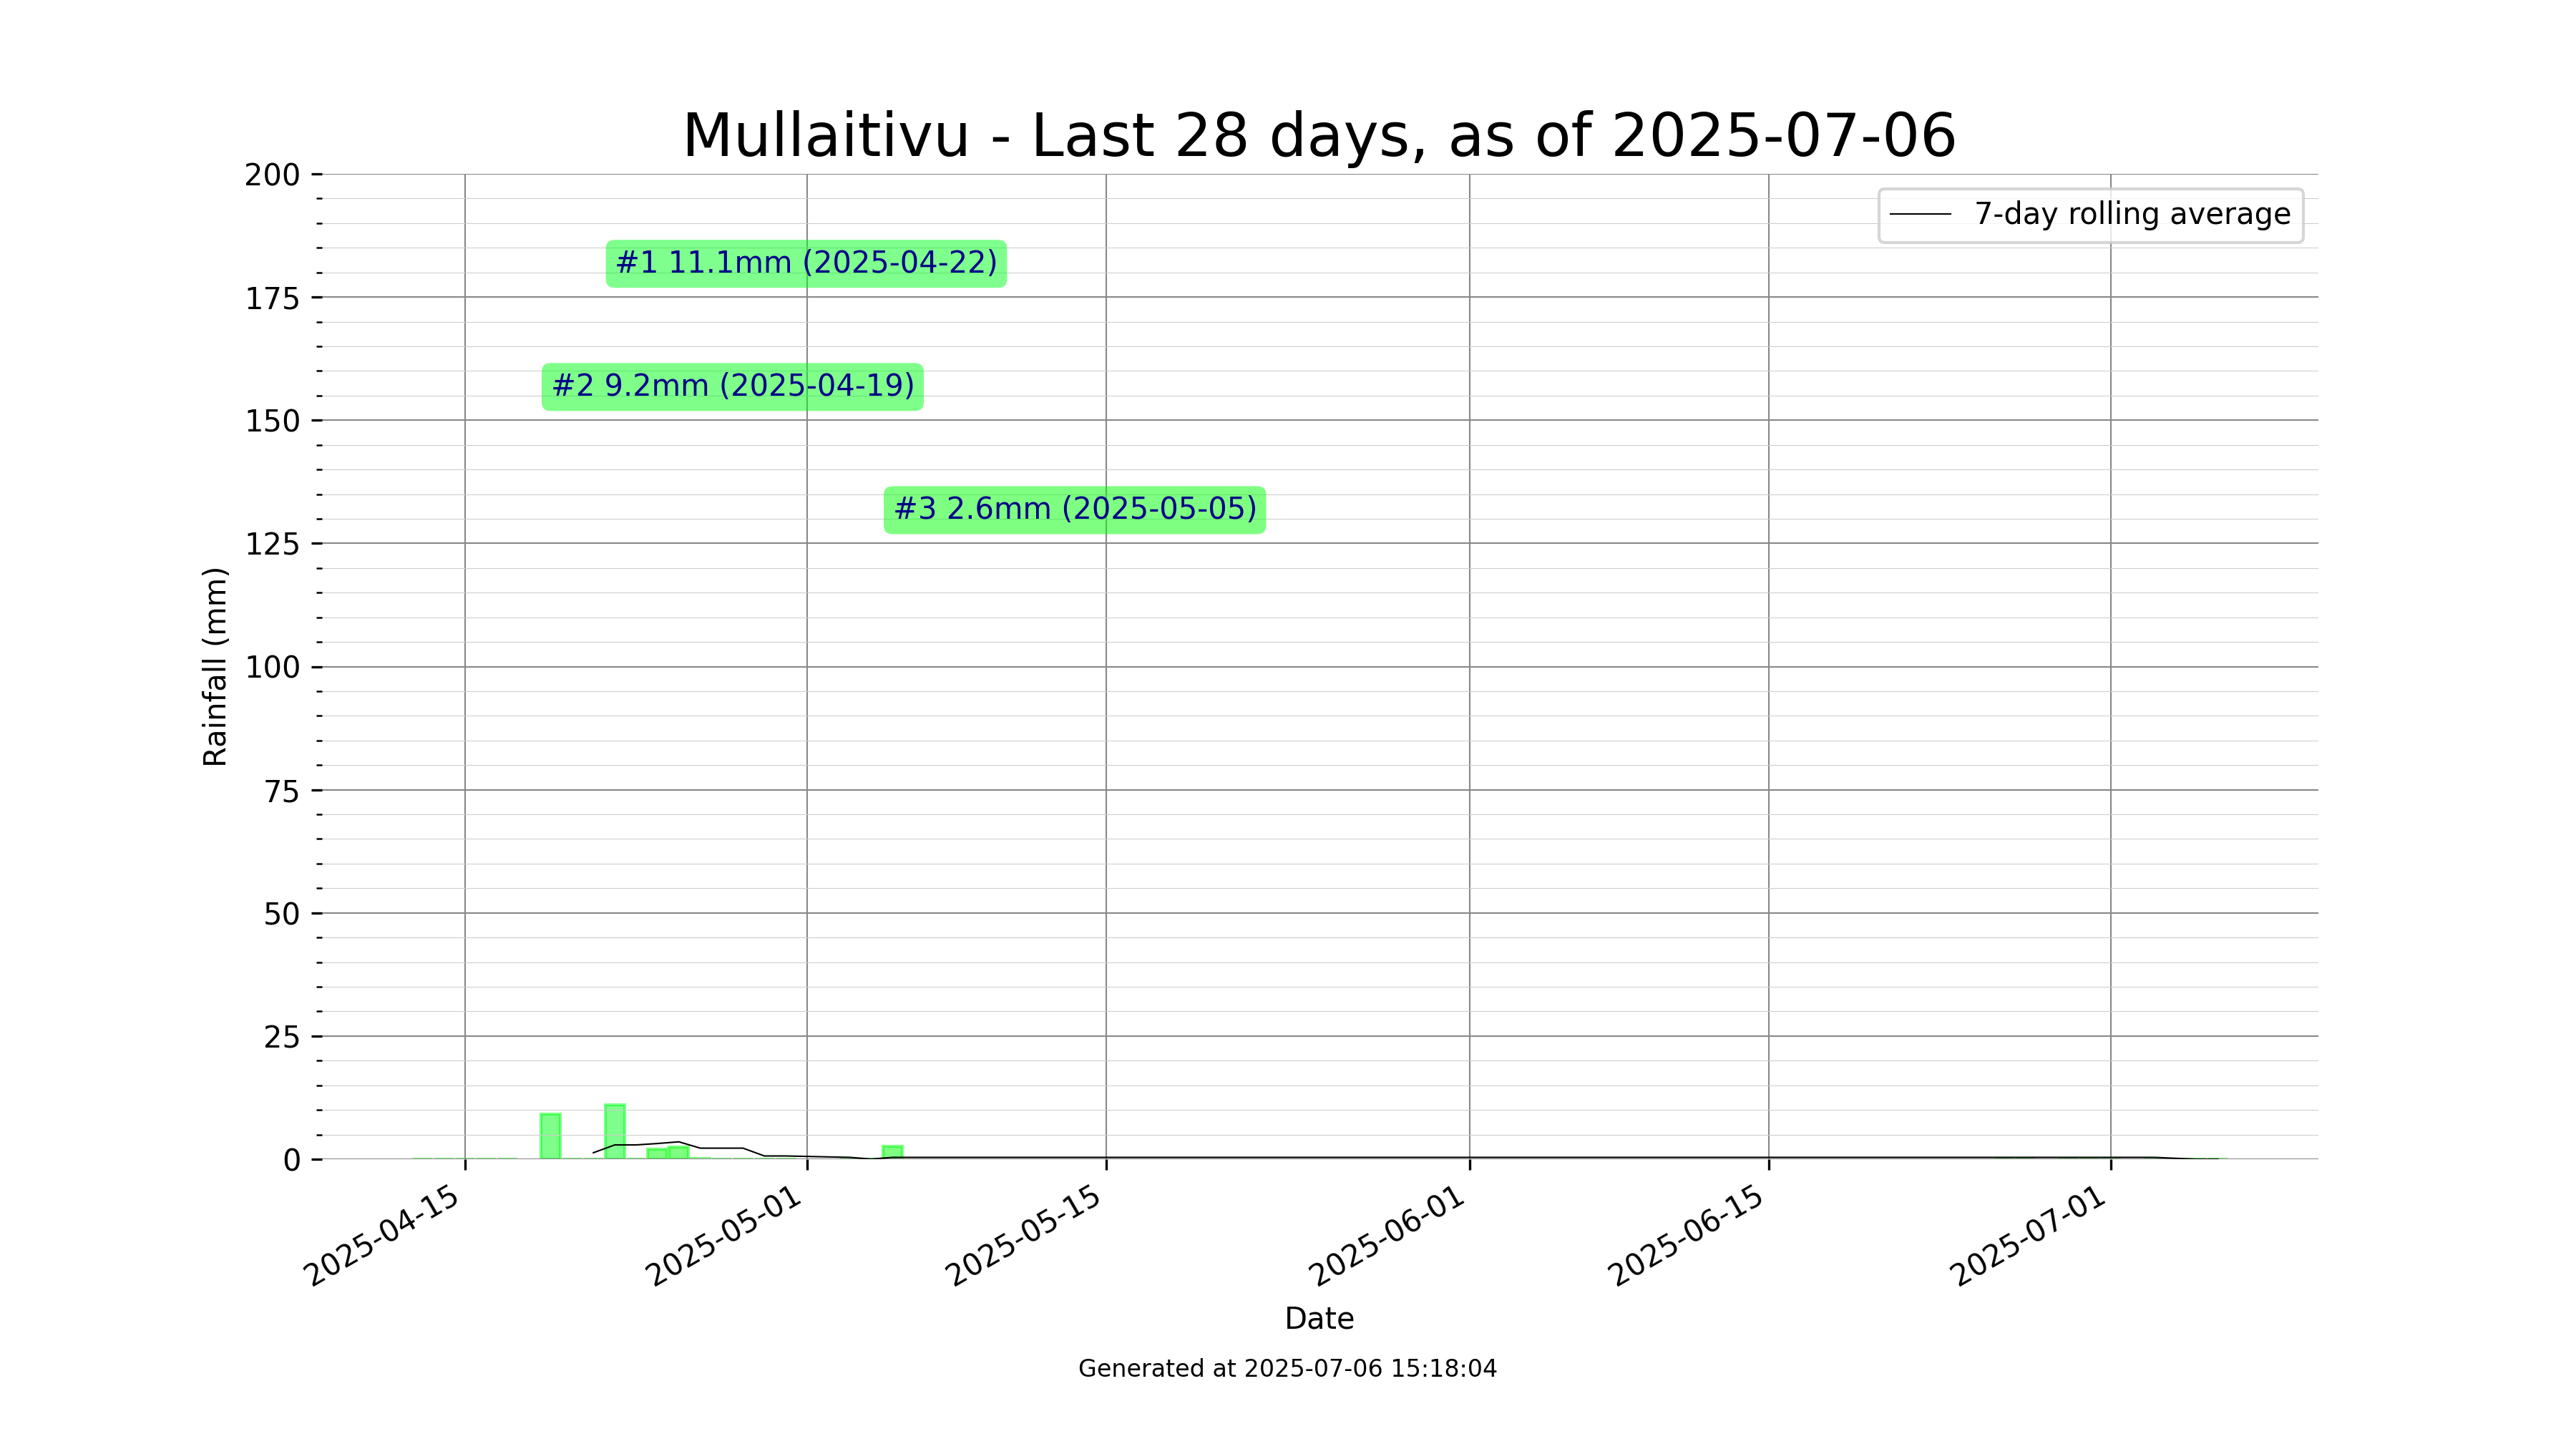 Mullaitivu - Last 28 days, as of 2025-07-06
7-day rolling average
#1 11.1mm (2025-04-22)
#2 9.2mm (2025-04-19)
#3 2.6mm (2025-05-05)
Rainfall (mm)
200
175
150
125
100
75
50
25
0
2025-04-15
2025-05-01
2025-05-15
2025-06-01
2025-06-15
2025-07-01
Date
Generated at 2025-07-06 15:18:04